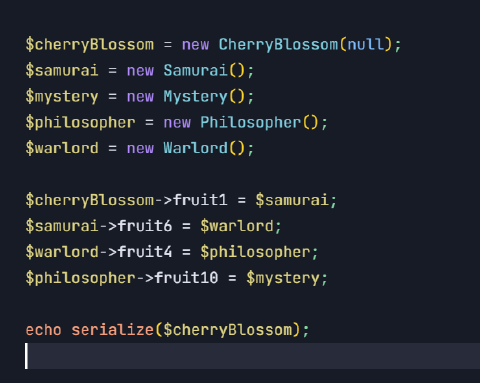 $cherryBlossom = new CherryBlossom(null);
$samurai = new Samurai();
$mystery = new Mystery();
$philosopher = new Philosopher();
$warlord = new Warlord();
$cherryBlossom->fruit1 = $samurai;
$samurai->fruit6 = $warlord;
$warlord->fruit4 = $philosopher;
$philosopher->fruit10 = $mystery;
echo serialize($cherryBlossom);